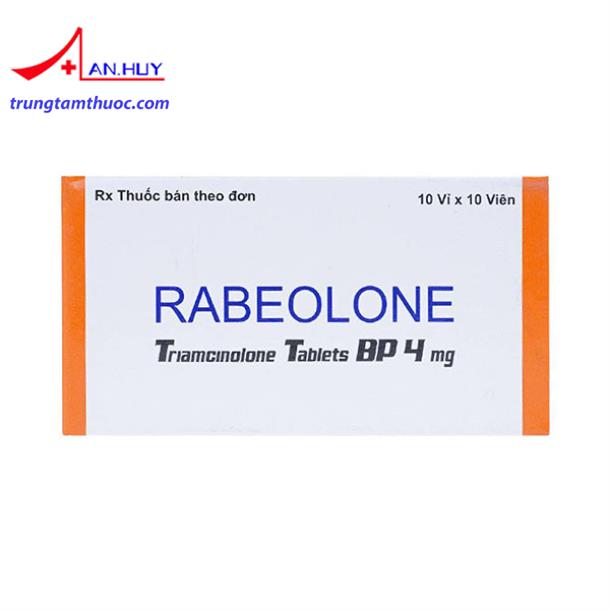 AN.HUY
trungtamthuoc.com
Rx Thuốc bán theo đơn
10 Vỉ x 10 Viên
RABEOLONE
Triamcinolone Tablets BP 4 mg